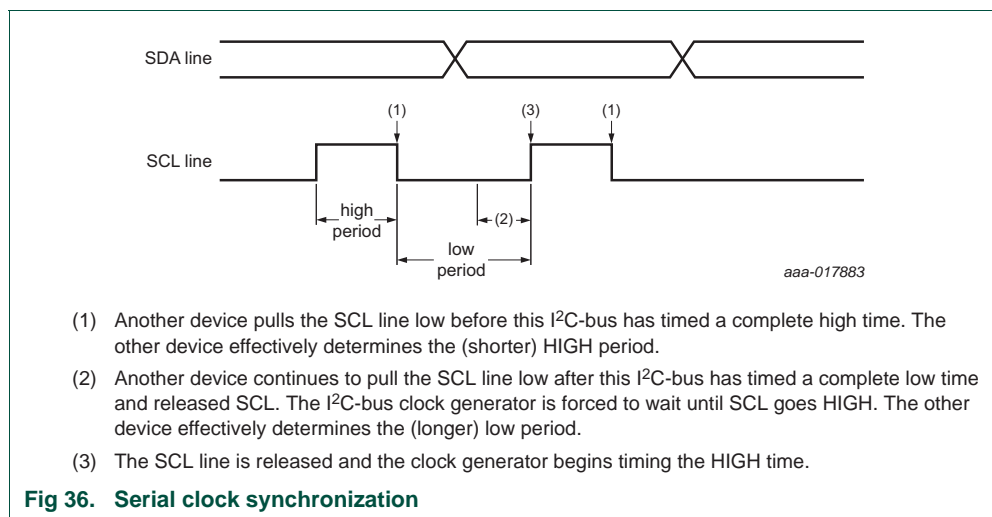 SDA line
(1)
(3)
(1)
SCL line
high
period
(2)
low
period
aaa-017883
(1) Another device pulls the SCL line low before this I²C-bus has timed a complete high time. The
other device effectively determines the (shorter) HIGH period.
(2) Another device continues to pull the SCL line low after this I²C-bus has timed a complete low time
and released SCL. The I²C-bus clock generator is forced to wait until SCL goes HIGH. The other
device effectively determines the (longer) low period.
(3) The SCL line is released and the clock generator begins timing the HIGH time.
Fig 36. Serial clock synchronization